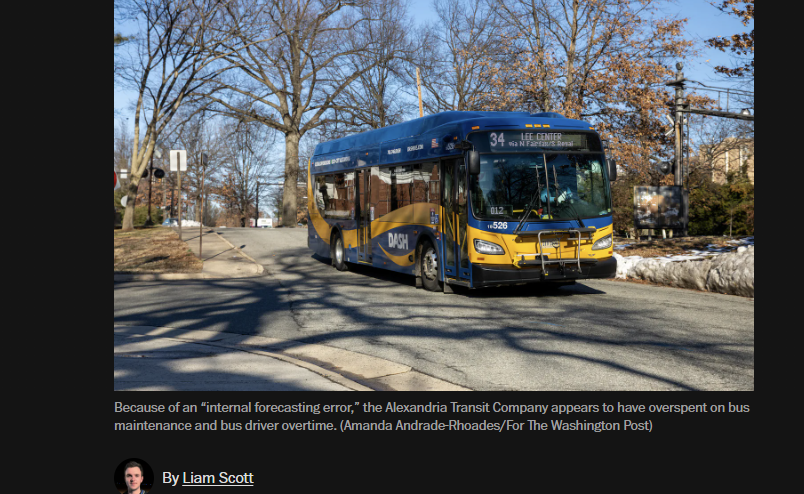 34 LEE CENTER
via N Fairfax/S Royal
012
526
DASH
Because of an “internal forecasting error,” the Alexandria Transit Company appears to have overspent on bus
maintenance and bus driver overtime. (Amanda Andrade-Rhoades/For The Washington Post)
By Liam Scott